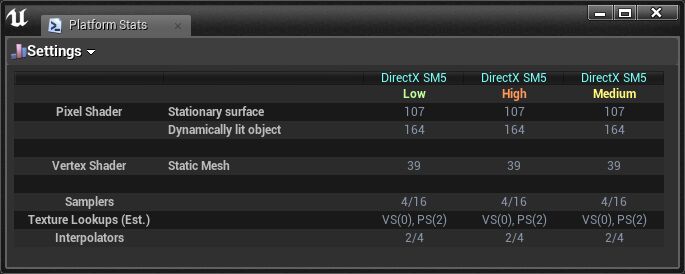 Platform Stats
Settings
DirectX SM5 DirectX SM5 DirectX SM5
Low High Medium
Pixel Shader Stationary surface 107 107 107
Dynamically lit object 164 164 164
Vertex Shader Static Mesh 39 39 39
Samplers 4/16 4/16 4/16
Texture Lookups (Est.) VS(0), PS(2) VS(0), PS(2) VS(0), PS(2)
Interpolators 2/4 2/4 2/4